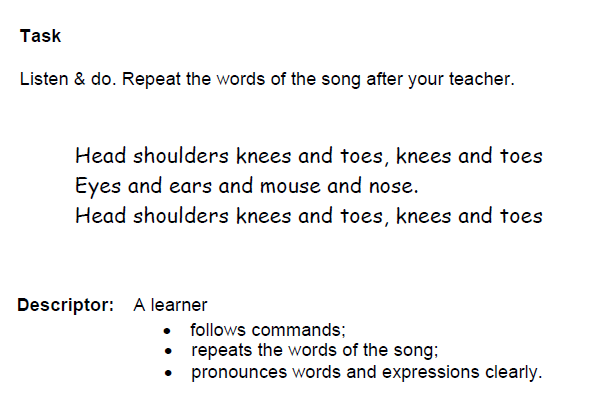 Task
Listen & do. Repeat the words of the song after your teacher.
Head shoulders knees and toes, knees and toes
Eyes and ears and mouse and nose.
Head shoulders knees and toes, knees and toes
Descriptor: A learner
• follows commands;
• repeats the words of the song;
• pronounces words and expressions clearly.